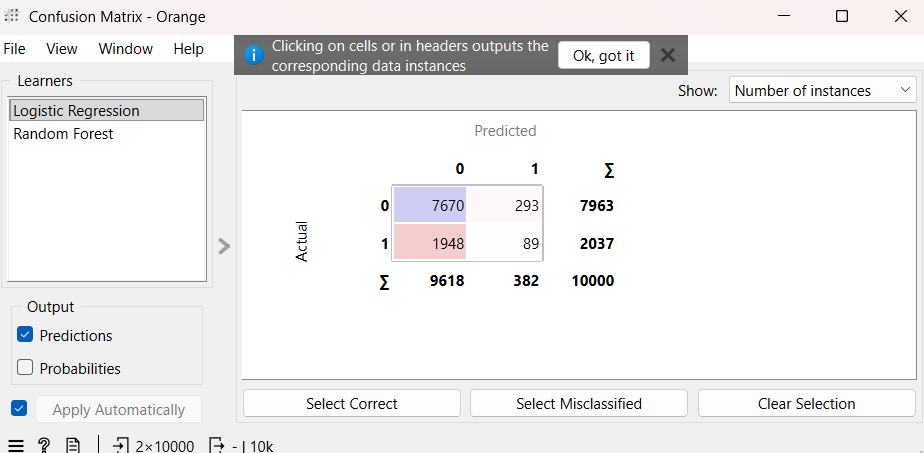 Confusion Matrix - Orange
File View Window Help
Clicking on cells or in headers outputs the
corresponding data instances
Ok, got it
Learners
Logistic Regression
Random Forest
Show: Number of instances
Predicted
0 1 Σ
Actual
0 7670 293 7963
1 1948 89 2037
Σ 9618 382 10000
Output
Predictions
Probabilities
Apply Automatically
Select Correct
Select Misclassified
Clear Selection
2×10000
- | 10k